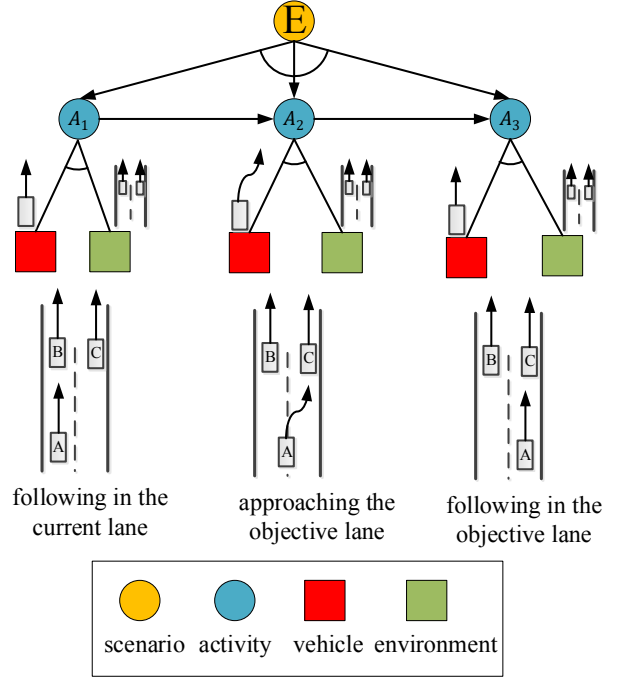 E
A₁
A₂
A₃
B
C
A
B
C
A
B
C
A
following in the
current lane
approaching the
objective lane
following in the
objective lane
scenario
activity
vehicle
environment